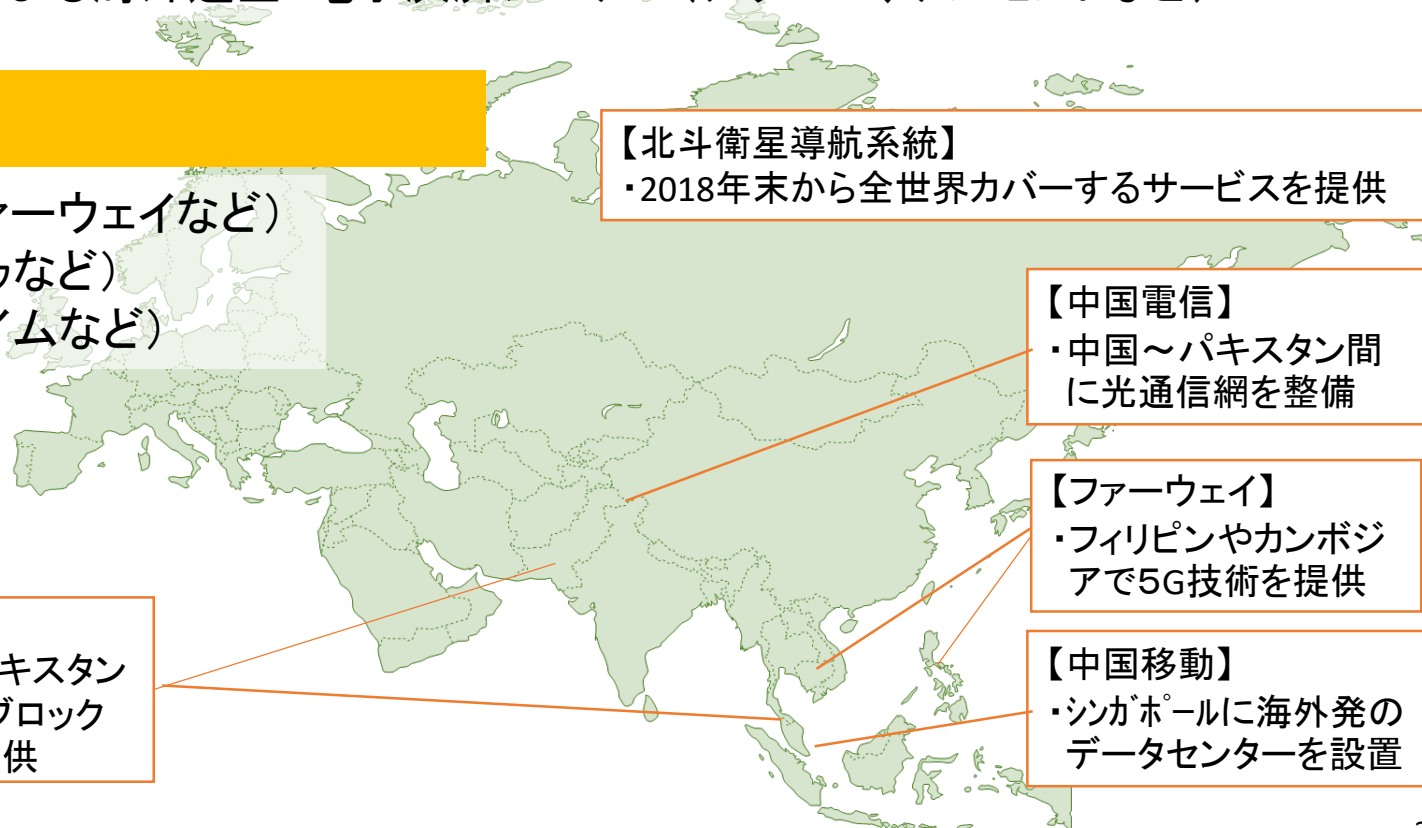 【北斗衛星導航系統】
・2018年末から全世界カバーするサービスを提供
ァーウェイなど）
など）
イムなど）
【中国電信】
・中国～パキスタン間
に光通信網を整備
【ファーウェイ】
・フィリピンやカンボジ
アで５G技術を提供
キスタン
ブロック
供
【中国移動】
・ｼﾝｶﾞﾎﾟｰﾙに海外発の
データセンターを設置